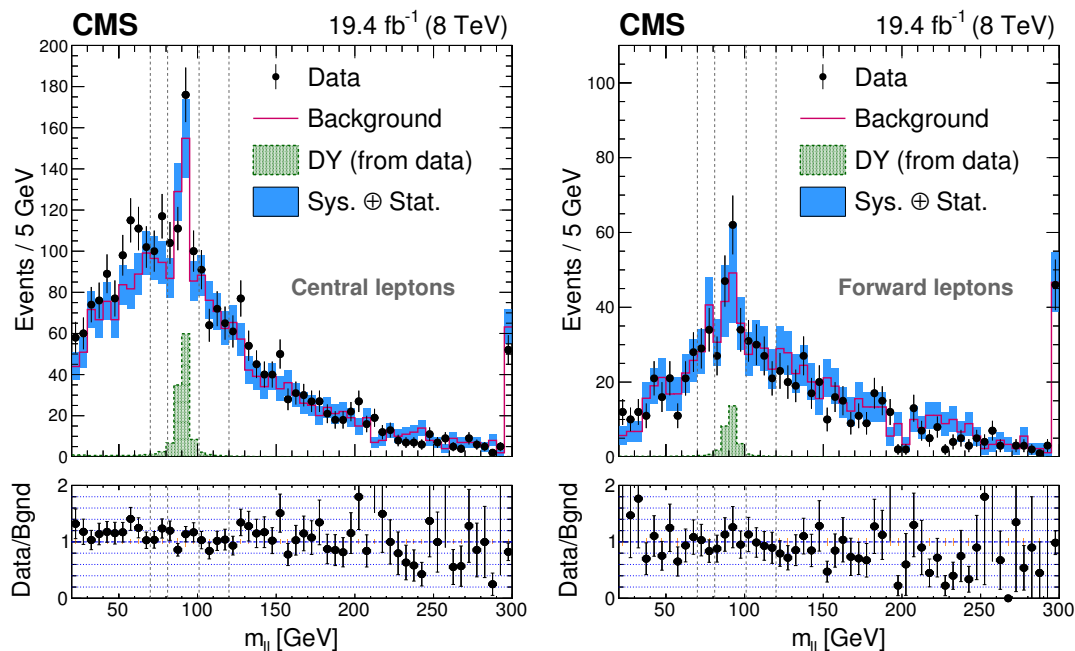 CMS 19.4 fb⁻¹ (8 TeV)
200
180
160
140
120
100
80
60
40
20
0
Events / 5 GeV
Data
Background
DY (from data)
Sys. ⊕ Stat.
Central leptons
2
1
0
Data/Bgnd
50 100 150 200 250 300
m_ll [GeV]
CMS 19.4 fb⁻¹ (8 TeV)
100
80
60
40
20
0
Events / 5 GeV
Data
Background
DY (from data)
Sys. ⊕ Stat.
Forward leptons
2
1
0
Data/Bgnd
50 100 150 200 250 300
m_ll [GeV]